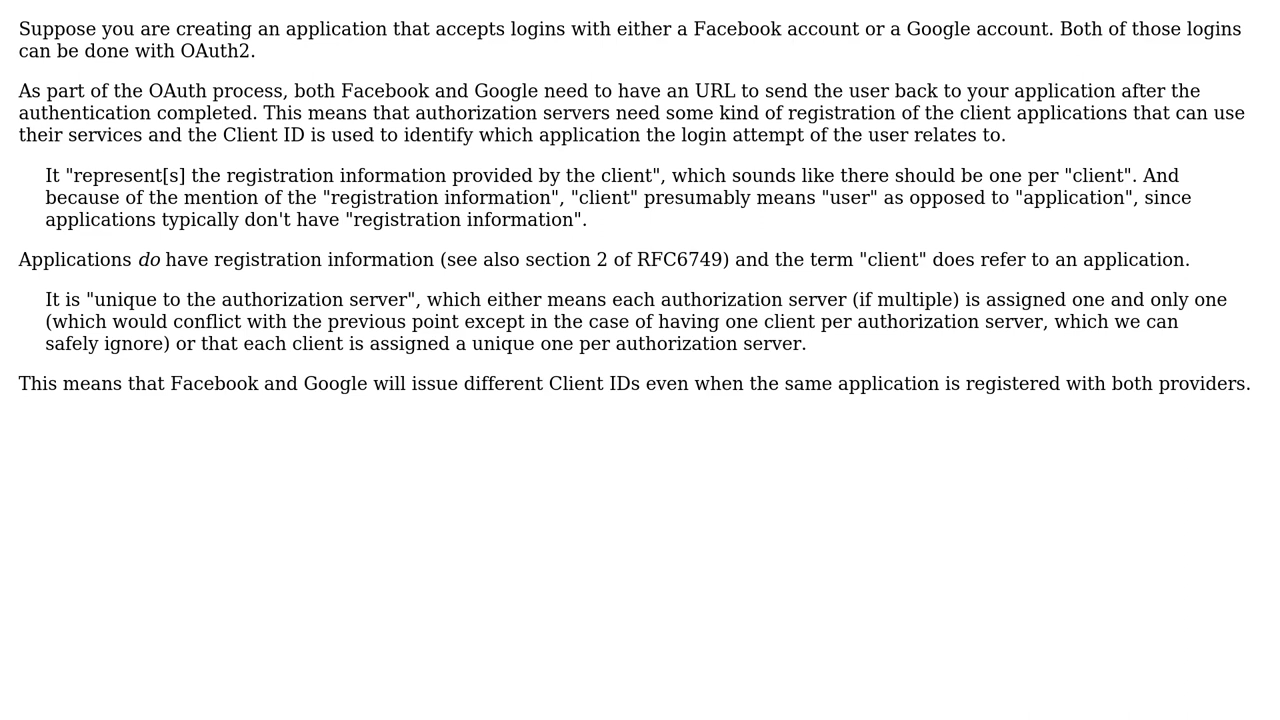 Suppose you are creating an application that accepts logins with either a Facebook account or a Google account. Both of those logins
can be done with OAuth2.
As part of the OAuth process, both Facebook and Google need to have an URL to send the user back to your application after the
authentication completed. This means that authorization servers need some kind of registration of the client applications that can use
their services and the Client ID is used to identify which application the login attempt of the user relates to.
It "represent[s] the registration information provided by the client", which sounds like there should be one per "client". And
because of the mention of the "registration information", "client" presumably means "user" as opposed to "application", since
applications typically don't have "registration information".
Applications do have registration information (see also section 2 of RFC6749) and the term "client" does refer to an application.
It is "unique to the authorization server", which either means each authorization server (if multiple) is assigned one and only one
(which would conflict with the previous point except in the case of having one client per authorization server, which we can
safely ignore) or that each client is assigned a unique one per authorization server.
This means that Facebook and Google will issue different Client IDs even when the same application is registered with both providers.